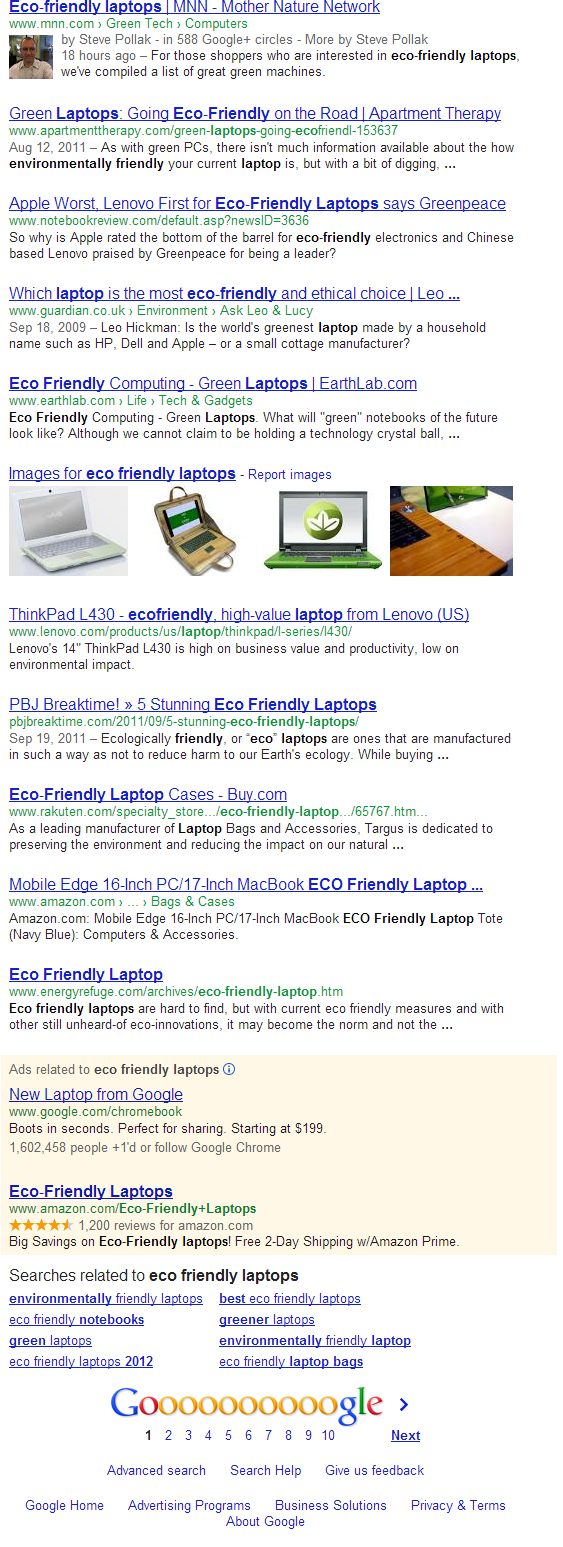 Eco-friendly laptops | MNN - Mother Nature Network
www.mnn.com › Green Tech › Computers
by Steve Pollak - in 588 Google+ circles - More by Steve Pollak
18 hours ago – For those shoppers who are interested in eco-friendly laptops,
we've compiled a list of great green machines.
Green Laptops: Going Eco-Friendly on the Road | Apartment Therapy
www.apartmenttherapy.com/green-laptops-going-ecofriendl-153637
Aug 12, 2011 – As with green PCs, there isn't much information available about the how
environmentally friendly your current laptop is, but with a bit of digging, ...
Apple Worst, Lenovo First for Eco-Friendly Laptops says Greenpeace
www.notebookreview.com/default.asp?newsID=3636
So why is Apple rated the bottom of the barrel for eco-friendly electronics and Chinese
based Lenovo praised by Greenpeace for being a leader?
Which laptop is the most eco-friendly and ethical choice | Leo ...
www.guardian.co.uk › Environment › Ask Leo & Lucy
Sep 18, 2009 – Leo Hickman: Is the world's greenest laptop made by a household
name such as HP, Dell and Apple – or a small cottage manufacturer?
Eco Friendly Computing - Green Laptops | EarthLab.com
www.earthlab.com › Life › Tech & Gadgets
Eco Friendly Computing - Green Laptops. What will "green" notebooks of the future
look like? Although we cannot claim to be holding a technology crystal ball, ...
Images for eco friendly laptops - Report images
ThinkPad L430 - ecofriendly, high-value laptop from Lenovo (US)
www.lenovo.com/products/us/laptop/thinkpad/l-series/l430/
Lenovo's 14" ThinkPad L430 is high on business value and productivity, low on
environmental impact.
PBJ Breaktime! » 5 Stunning Eco Friendly Laptops
pbjbreaktime.com/2011/09/5-stunning-eco-friendly-laptops/
Sep 19, 2011 – Ecologically friendly, or “eco” laptops are ones that are manufactured
in such a way as not to reduce harm to our Earth's ecology. While buying ...
Eco-Friendly Laptop Cases - Buy.com
www.rakuten.com/specialty_store.../eco-friendly-laptop.../65767.htm...
As a leading manufacturer of Laptop Bags and Accessories, Targus is dedicated to
preserving the environment and reducing the impact on our natural ...
Mobile Edge 16-Inch PC/17-Inch MacBook ECO Friendly Laptop ...
www.amazon.com › ... › Bags & Cases
Amazon.com: Mobile Edge 16-Inch PC/17-Inch MacBook ECO Friendly Laptop Tote
(Navy Blue): Computers & Accessories.
Eco Friendly Laptop
www.energyrefuge.com/archives/eco-friendly-laptop.htm
Eco friendly laptops are hard to find, but with current eco friendly measures and with
other still unheard-of eco-innovations, it may become the norm and not the ...
Ads related to eco friendly laptops
New Laptop from Google
www.google.com/chromebook
Boots in seconds. Perfect for sharing. Starting at $199.
1,602,458 people +1'd or follow Google Chrome
Eco-Friendly Laptops
www.amazon.com/Eco-Friendly+Laptops
1,200 reviews for amazon.com
Big Savings on Eco-Friendly laptops! Free 2-Day Shipping w/Amazon Prime.
Searches related to eco friendly laptops
environmentally friendly laptops best eco friendly laptops
eco friendly notebooks greener laptops
green laptops environmentally friendly laptop
eco friendly laptops 2012 eco friendly laptop bags
Goooooooooogle
1 2 3 4 5 6 7 8 9 10 Next
Advanced search Search Help Give us feedback
Google Home Advertising Programs Business Solutions Privacy & Terms
About Google